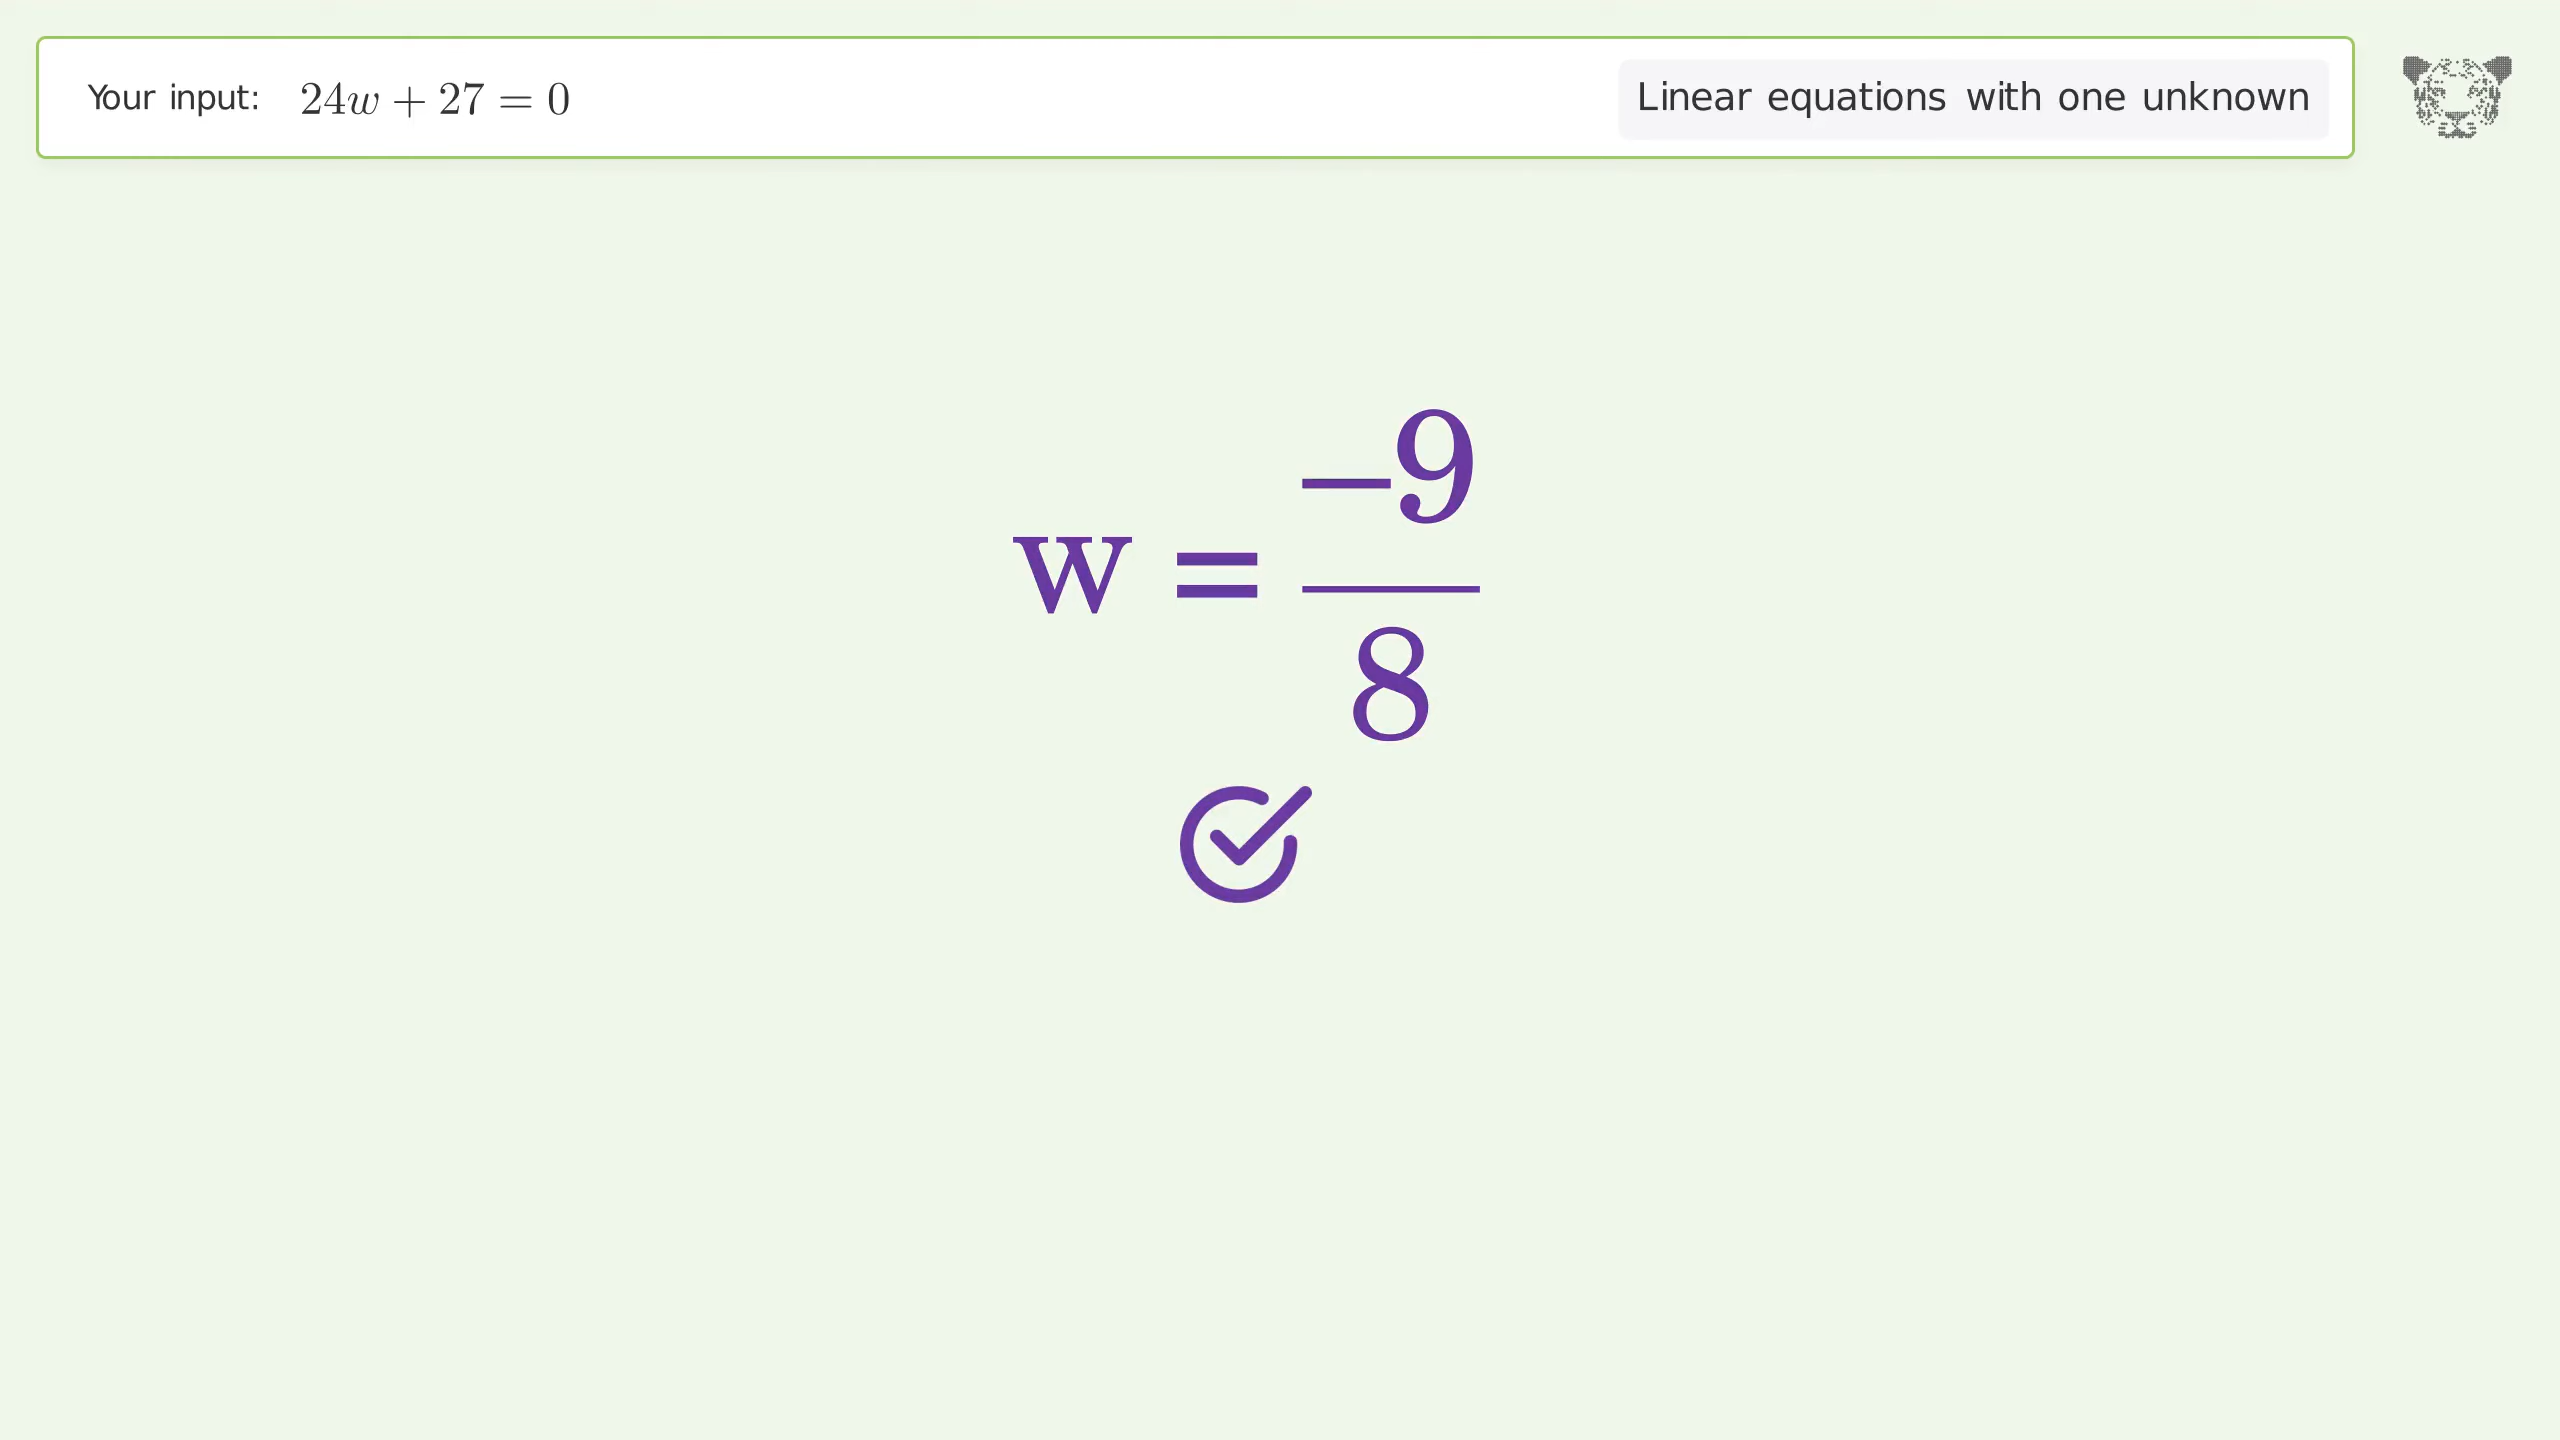 Your input: 24w + 27 = 0
Linear equations with one unknown
w = −9/8